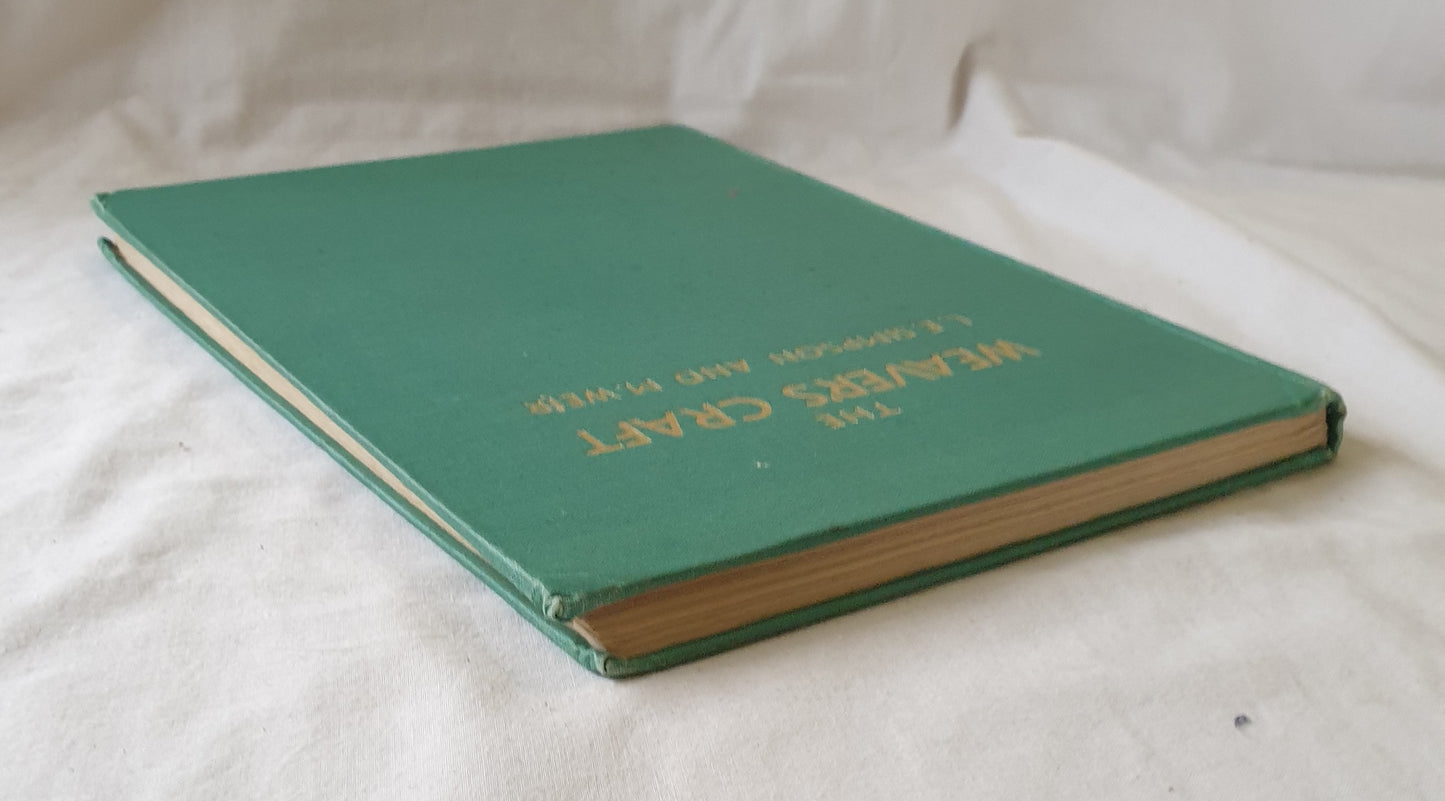 THE
WEAVERS CRAFT
L.E.SIMPSON AND M.WEIR